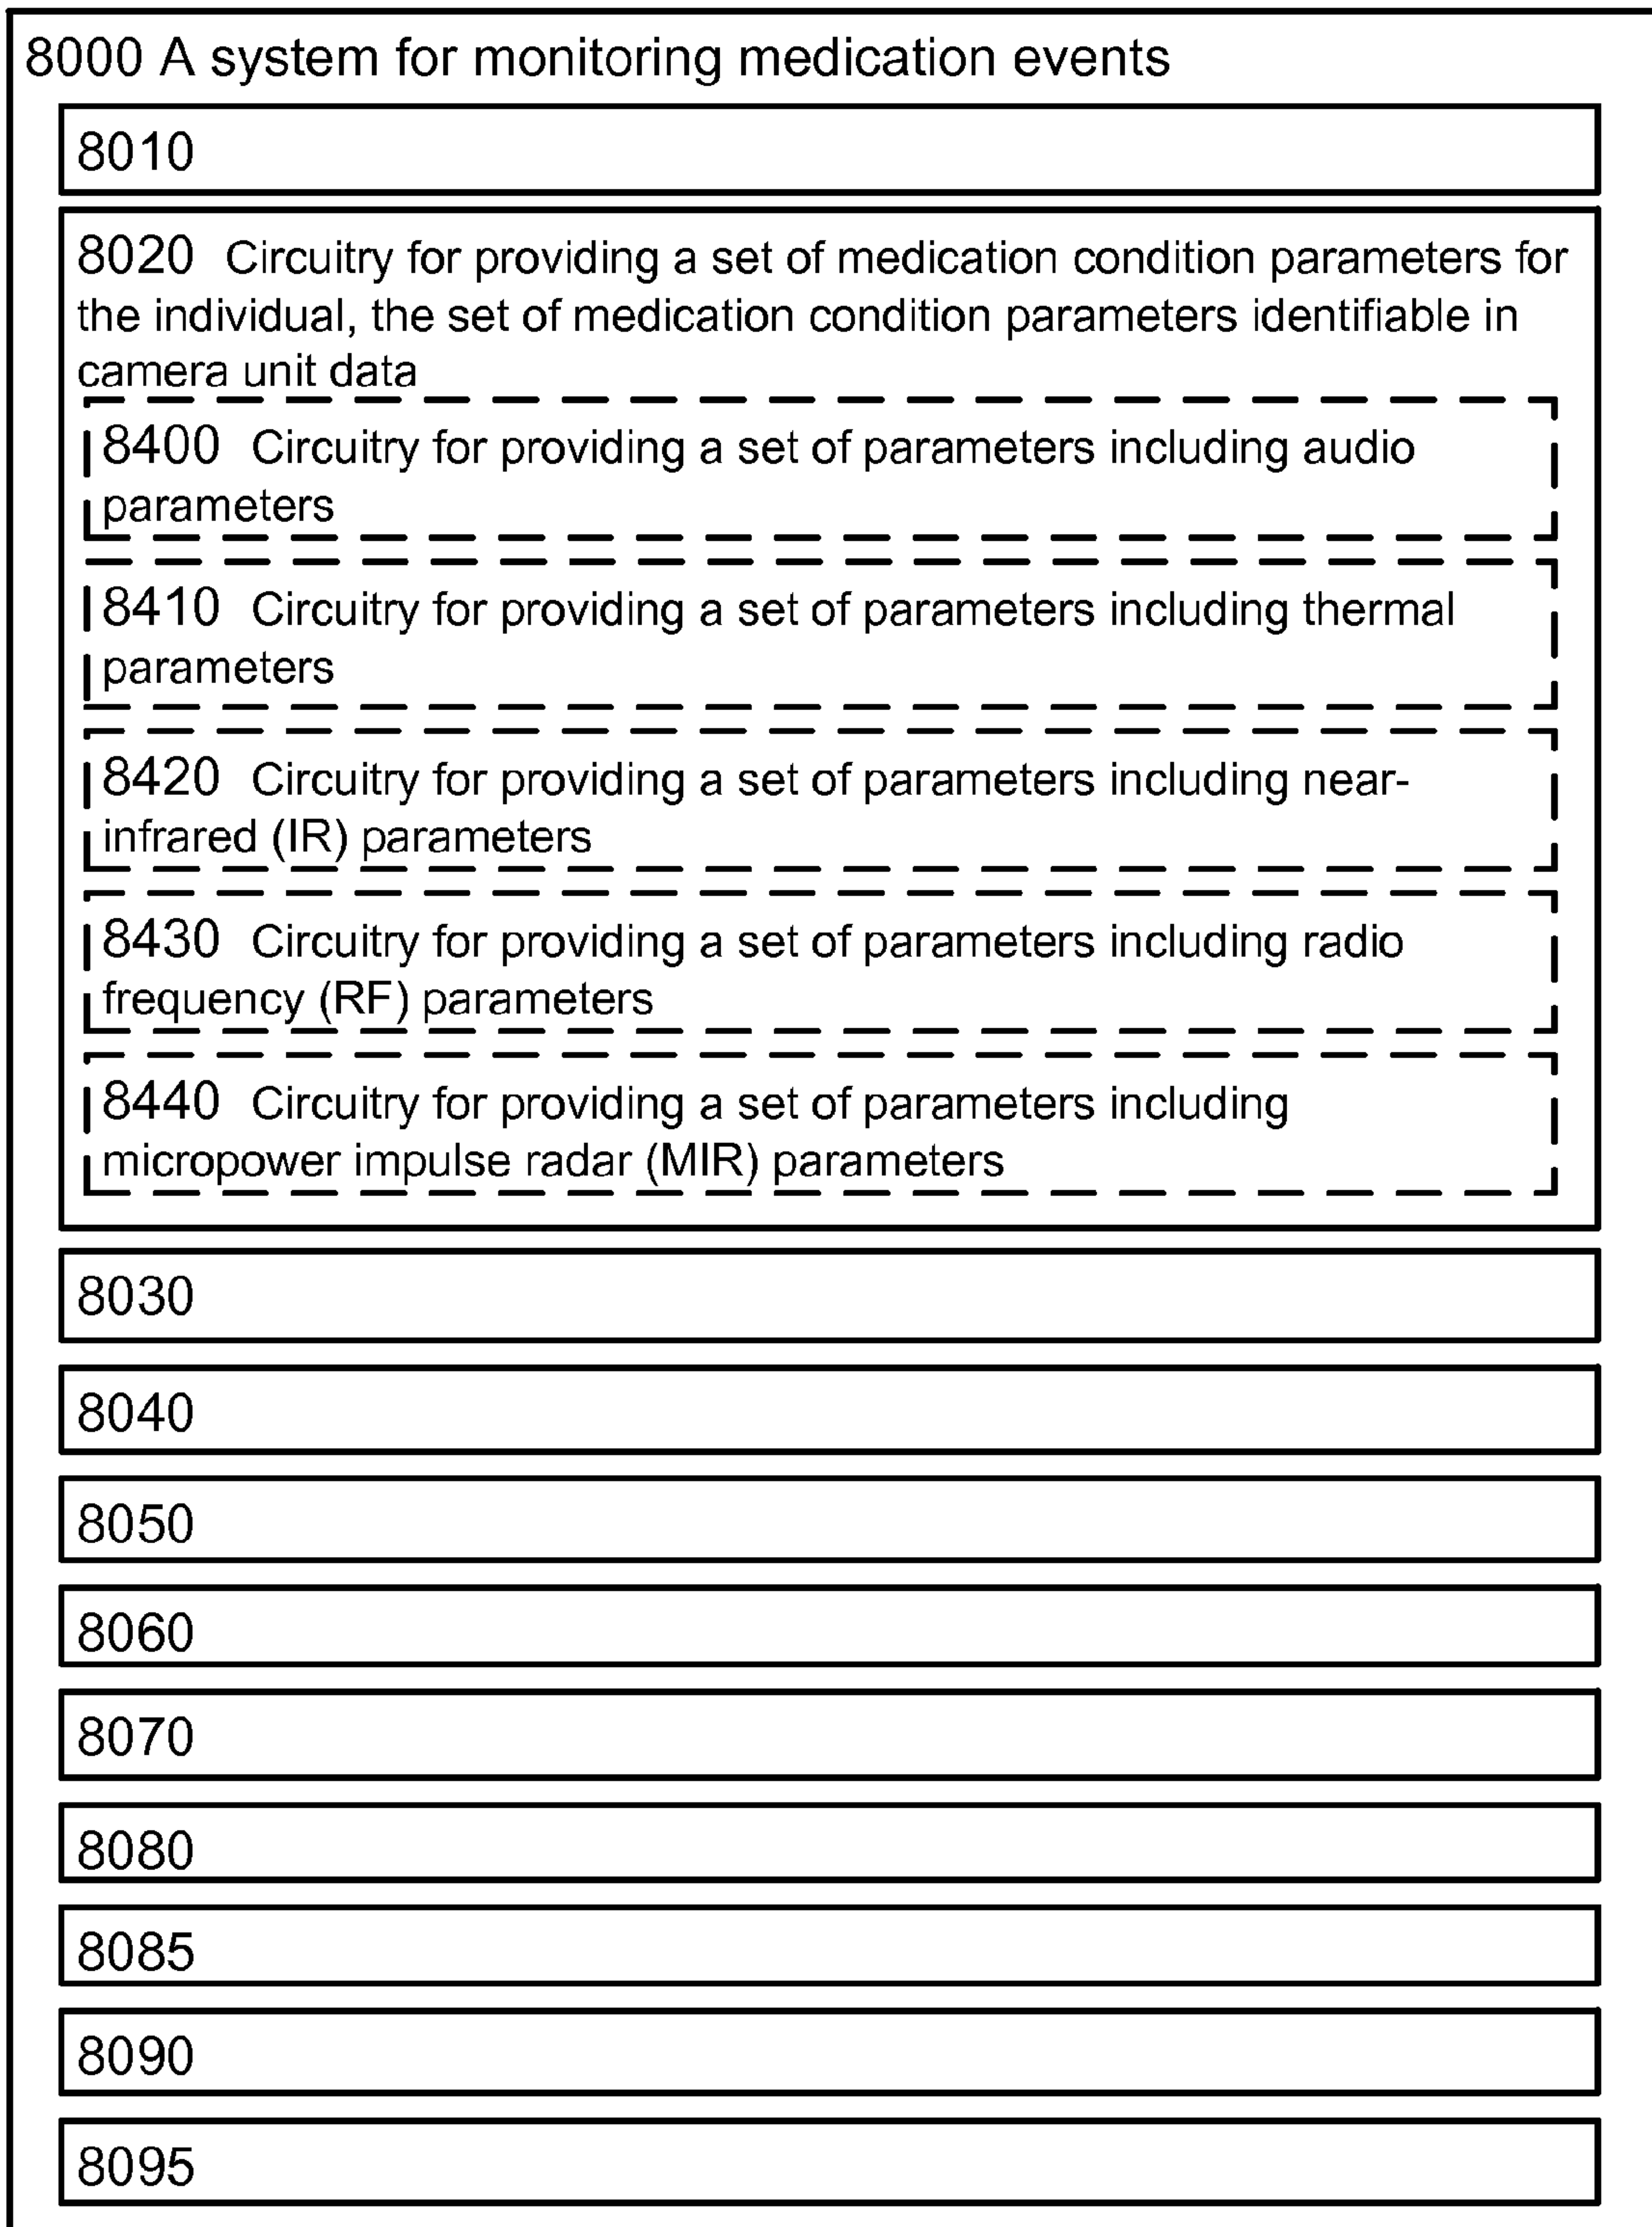 8000 A system for monitoring medication events
8010
8020 Circuitry for providing a set of medication condition parameters for
the individual, the set of medication condition parameters identifiable in
camera unit data
8400 Circuitry for providing a set of parameters including audio
parameters
8410 Circuitry for providing a set of parameters including thermal
parameters
8420 Circuitry for providing a set of parameters including near-
infrared (IR) parameters
8430 Circuitry for providing a set of parameters including radio
frequency (RF) parameters
8440 Circuitry for providing a set of parameters including
micropower impulse radar (MIR) parameters
8030
8040
8050
8060
8070
8080
8085
8090
8095